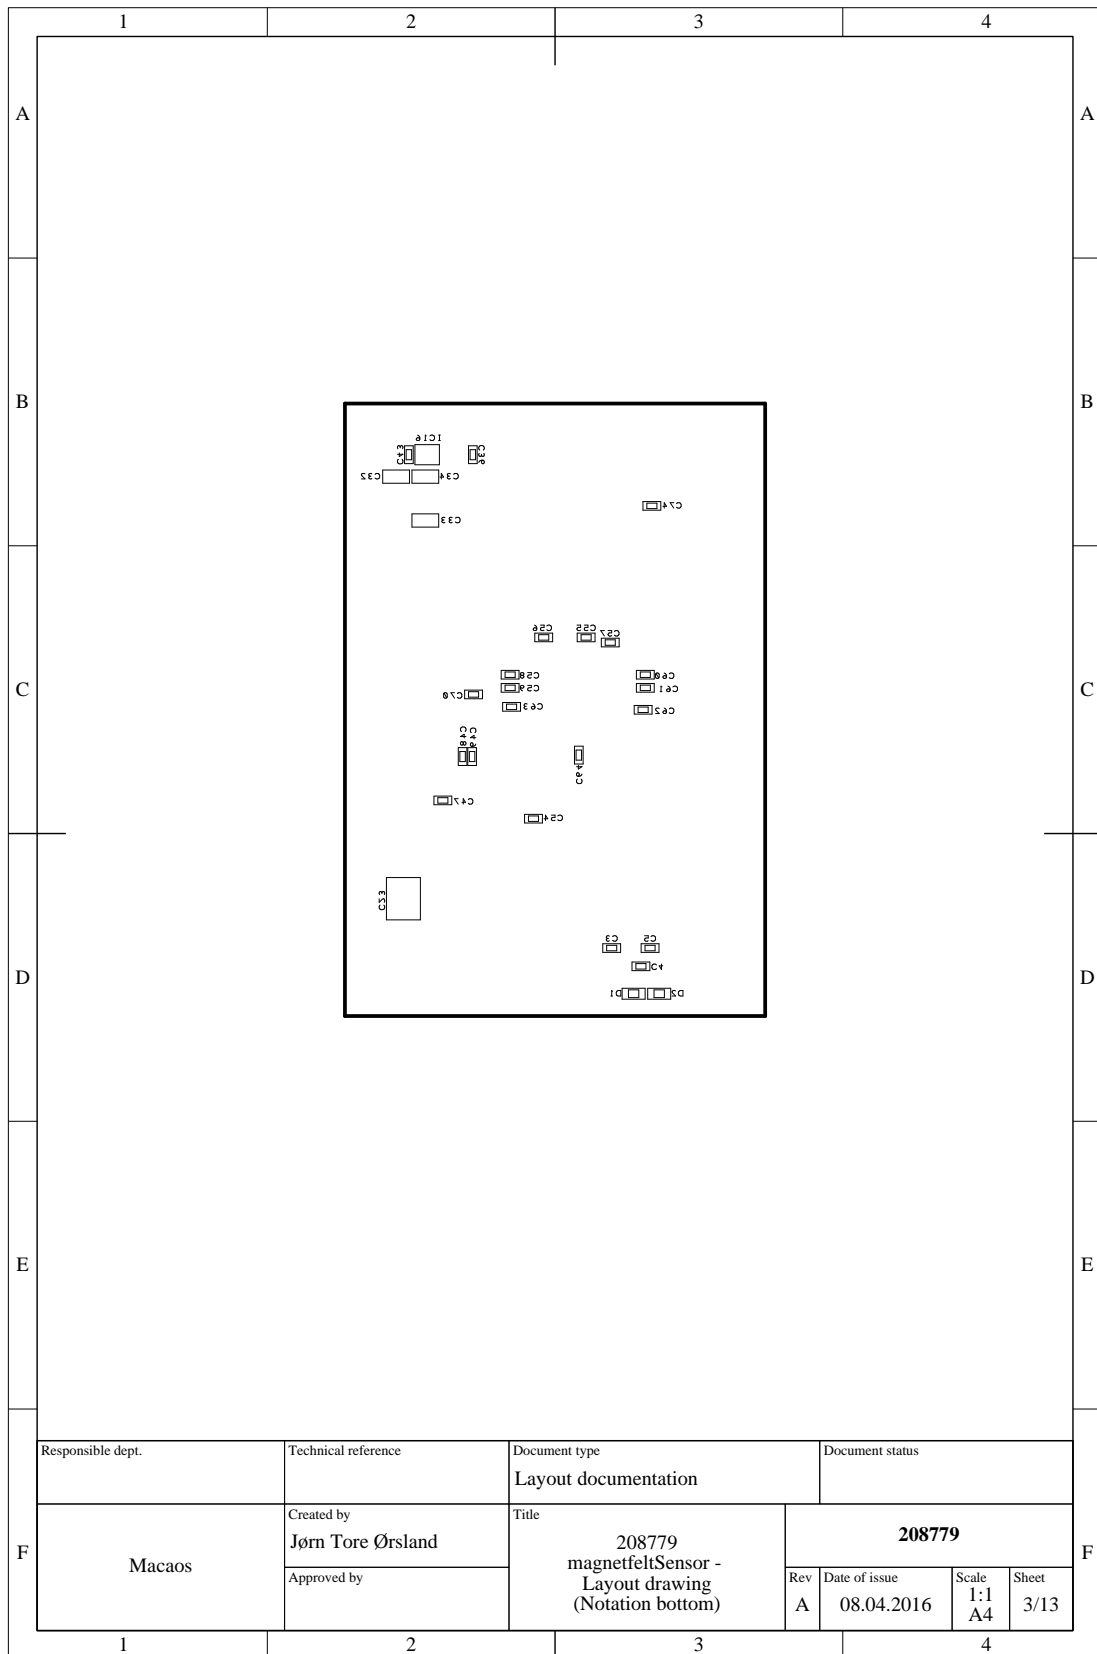 1 2 3 4
A A
B B
IC16
C43 C36
C32 C34
C74
C33
C56 C55 C57
C58 C60
C59 C61
C70
C63 C62
C48 C46
C64
C47
C54
C23
C3 C5
C4
D1 D2
C C
D D
E E
Responsible dept. Technical reference Document type Document status
Layout documentation
Created by Title
Jørn Tore Ørsland 208779 208779
F Macaos magnetfeltSensor - F
Approved by Layout drawing Rev Date of issue Scale Sheet
(Notation bottom) A 08.04.2016 1:1 3/13
A4
1 2 3 4